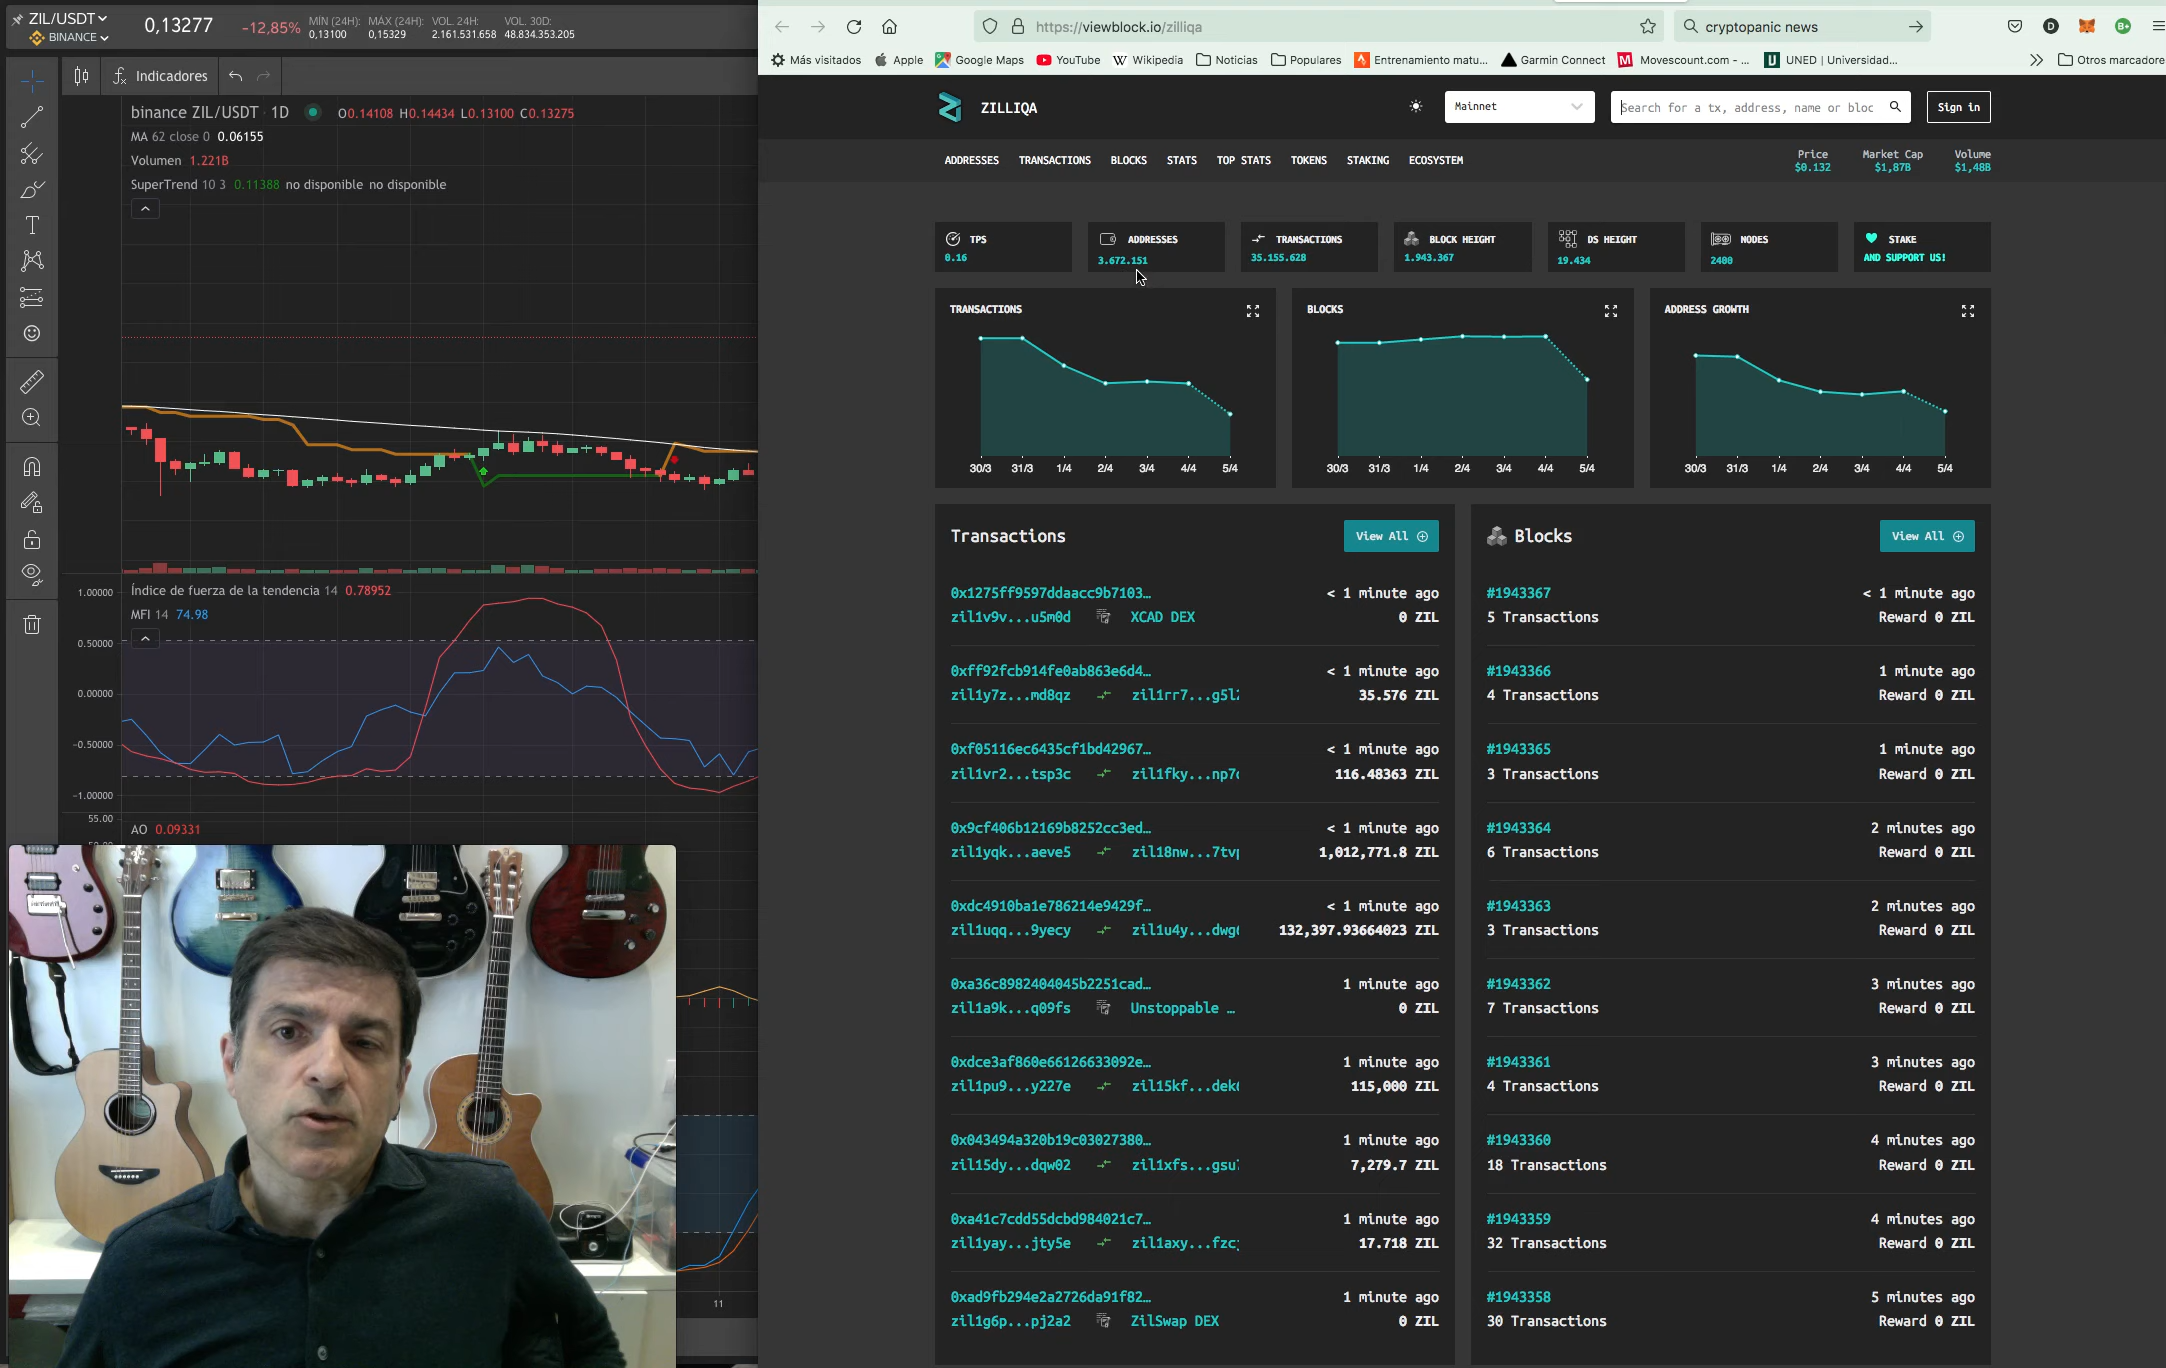 ZIL/USDT
BINANCE
0,13277
-12,85%
MÍN (24H):
0,13100
MÁX (24H):
0,15329
VOL. 24H:
2.161.531.658
VOL. 30D:
48.834.353.205
Indicadores
binance ZIL/USDT 1D
O0.14108 H0.14434 L0.13100 C0.13275
MA 62 close 0 0.06155
Volumen 1.221B
SuperTrend 10 3 0.11388 no disponible no disponible
Índice de fuerza de la tendencia 14 0.78952
MFI 14 74.98
1.00000
0.50000
0.00000
-0.50000
-1.00000
55.00
AO 0.09331
11
https://viewblock.io/zilliqa
cryptopanic news
Más visitados
Apple
Google Maps
YouTube
Wikipedia
Noticias
Populares
Entrenamiento matu...
Garmin Connect
Movescount.com - ...
UNED | Universidad...
Otros marcadore
ZILLIQA
Mainnet
Search for a tx, address, name or bloc
Sign in
ADDRESSES TRANSACTIONS BLOCKS STATS TOP STATS TOKENS STAKING ECOSYSTEM
Price
$0.132
Market Cap
$1,87B
Volume
$1,48B
TPS
0.16
ADDRESSES
3.672.151
TRANSACTIONS
35.155.628
BLOCK HEIGHT
1.943.367
DS HEIGHT
19.434
NODES
2400
STAKE
AND SUPPORT US!
TRANSACTIONS
30/3 31/3 1/4 2/4 3/4 4/4 5/4
BLOCKS
30/3 31/3 1/4 2/4 3/4 4/4 5/4
ADDRESS GROWTH
30/3 31/3 1/4 2/4 3/4 4/4 5/4
Transactions
View All
0x1275ff9597ddaacc9b7103… < 1 minute ago
zil1v9v...u5m0d XCAD DEX 0 ZIL
0xff92fcb914fe0ab863e6d4… < 1 minute ago
zil1y7z...md8qz zil1rr7...g5l 35.576 ZIL
0xf05116ec6435cf1bd42967… < 1 minute ago
zil1vr2...tsp3c zil1fky...np7 116.48363 ZIL
0x9cf406b12169b8252cc3ed… < 1 minute ago
zil1yqk...aeve5 zil18nw...7tv 1,012,771.8 ZIL
0xdc4910ba1e786214e9429f… < 1 minute ago
zil1uqq...9yecy zil1u4y...dwg 132,397.93664023 ZIL
0xa36c8982404045b2251cad… 1 minute ago
zil1a9k...q09fs Unstoppable … 0 ZIL
0xdce3af860e66126633092e… 1 minute ago
zil1pu9...y227e zil15kf...dek 115,000 ZIL
0x043494a320b19c03027380… 1 minute ago
zil15dy...dqw02 zil1xfs...gsu 7,279.7 ZIL
0xa41c7cdd55dcbd984021c7… 1 minute ago
zil1yay...jty5e zil1axy...fzc 17.718 ZIL
0xad9fb294e2a2726da91f82… 1 minute ago
zil1g6p...pj2a2 ZilSwap DEX 0 ZIL
Blocks
View All
#1943367 < 1 minute ago
5 Transactions Reward 0 ZIL
#1943366 1 minute ago
4 Transactions Reward 0 ZIL
#1943365 1 minute ago
3 Transactions Reward 0 ZIL
#1943364 2 minutes ago
6 Transactions Reward 0 ZIL
#1943363 2 minutes ago
3 Transactions Reward 0 ZIL
#1943362 3 minutes ago
7 Transactions Reward 0 ZIL
#1943361 3 minutes ago
4 Transactions Reward 0 ZIL
#1943360 4 minutes ago
18 Transactions Reward 0 ZIL
#1943359 4 minutes ago
32 Transactions Reward 0 ZIL
#1943358 5 minutes ago
30 Transactions Reward 0 ZIL